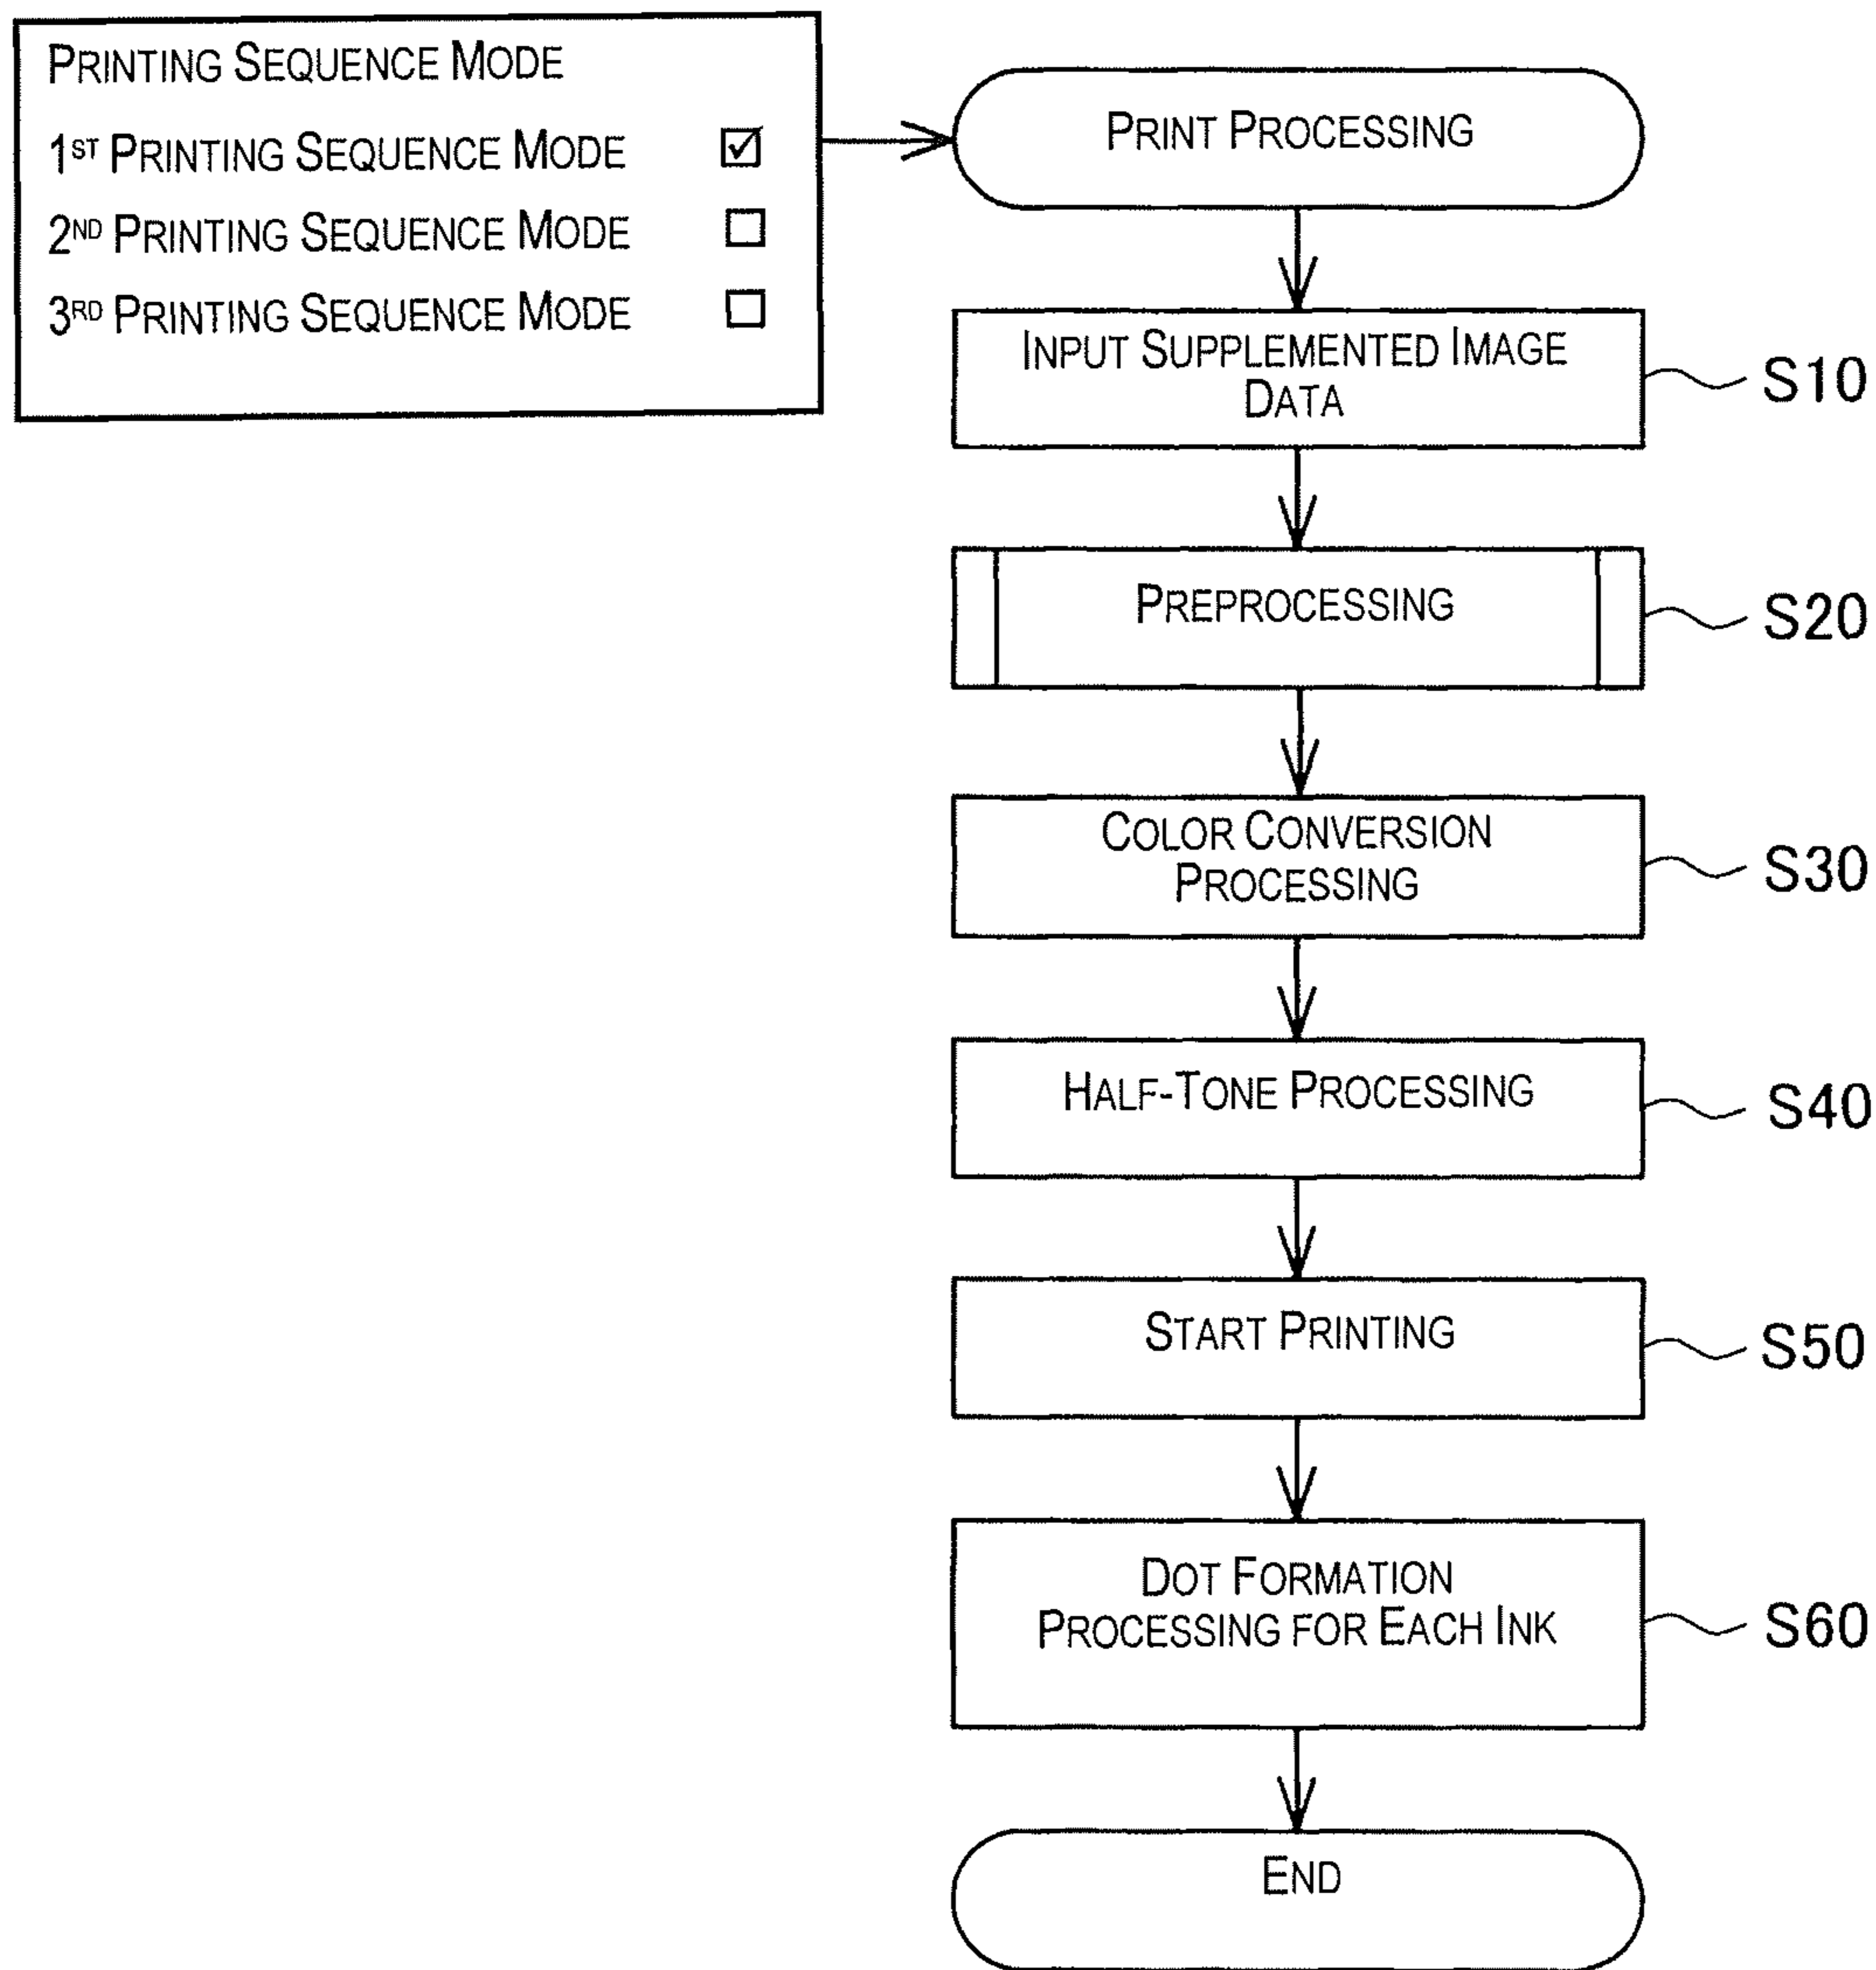 PRINTING SEQUENCE MODE
1ST PRINTING SEQUENCE MODE ☑
2ND PRINTING SEQUENCE MODE ☐
3RD PRINTING SEQUENCE MODE ☐
PRINT PROCESSING
INPUT SUPPLEMENTED IMAGE
DATA
S10
PREPROCESSING
S20
COLOR CONVERSION
PROCESSING
S30
HALF-TONE PROCESSING
S40
START PRINTING
S50
DOT FORMATION
PROCESSING FOR EACH INK
S60
END